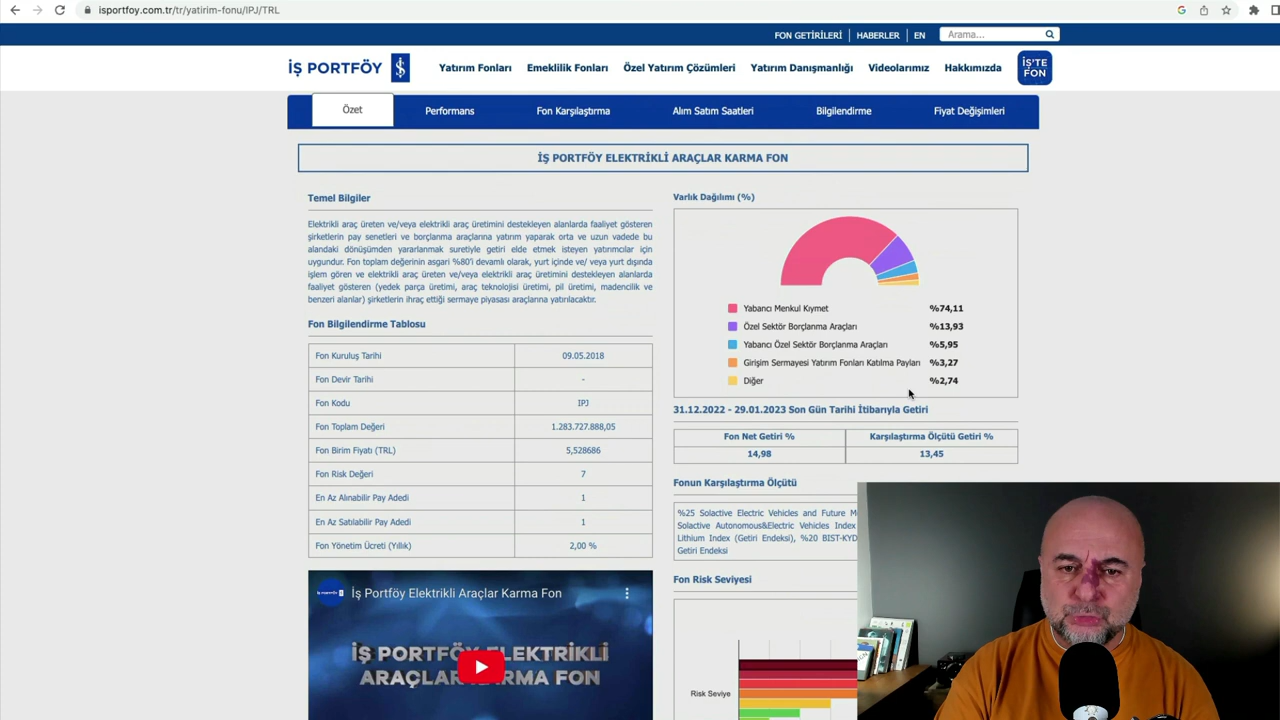 isportfoy.com.tr/tr/yatirim-fonu/IPJ/TRL
FON GETİRİLERİ
HABERLER
EN
Arama...
İŞ PORTFÖY
Yatırım Fonları
Emeklilik Fonları
Özel Yatırım Çözümleri
Yatırım Danışmanlığı
Videolarımız
Hakkımızda
İŞ'TE
FON
Özet
Performans
Fon Karşılaştırma
Alım Satım Saatleri
Bilgilendirme
Fiyat Değişimleri
İŞ PORTFÖY ELEKTRİKLİ ARAÇLAR KARMA FON
Temel Bilgiler
Elektrikli araç üreten ve/veya elektrikli araç üretimini destekleyen alanlarda faaliyet gösteren
şirketlerin pay senetleri ve borçlanma araçlarına yatırım yaparak orta ve uzun vadede bu
alandaki dönüşümden yararlanmak suretiyle getiri elde etmek isteyen yatırımcılar için
uygundur. Fon toplam değerinin asgari %80'i devamlı olarak, yurt içinde ve/ veya yurt dışında
işlem gören ve elektrikli araç üreten ve/veya elektrikli araç üretimini destekleyen alanlarda
faaliyet gösteren (yedek parça üretimi, araç teknolojisi üretimi, pil üretimi, madencilik ve
benzeri alanlar) şirketlerin ihraç ettiği sermaye piyasası araçlarına yatırılacaktır.
Fon Bilgilendirme Tablosu
Fon Kuruluş Tarihi 09.05.2018
Fon Devir Tarihi -
Fon Kodu IPJ
Fon Toplam Değeri 1.283.727.888,05
Fon Birim Fiyatı (TRL) 5,528686
Fon Risk Değeri 7
En Az Alınabilir Pay Adedi 1
En Az Satılabilir Pay Adedi 1
Fon Yönetim Ücreti (Yıllık) 2,00 %
İş Portföy Elektrikli Araçlar Karma Fon
İŞ PORTFÖY ELEKTRİKLİ
ARAÇLAR KARMA FON
Varlık Dağılımı (%)
Yabancı Menkul Kıymet %74,11
Özel Sektör Borçlanma Araçları %13,93
Yabancı Özel Sektör Borçlanma Araçları %5,95
Girişim Sermayesi Yatırım Fonları Katılma Payları %3,27
Diğer %2,74
31.12.2022 - 29.01.2023 Son Gün Tarihi İtibarıyla Getiri
Fon Net Getiri % Karşılaştırma Ölçütü Getiri %
14,98 13,45
Fonun Karşılaştırma Ölçütü
%25 Solactive Electric Vehicles and Future M
Solactive Autonomous&Electric Vehicles Index
Lithium Index (Getiri Endeksi), %20 BIST-KYD
Getiri Endeksi
Fon Risk Seviyesi
Risk Seviye